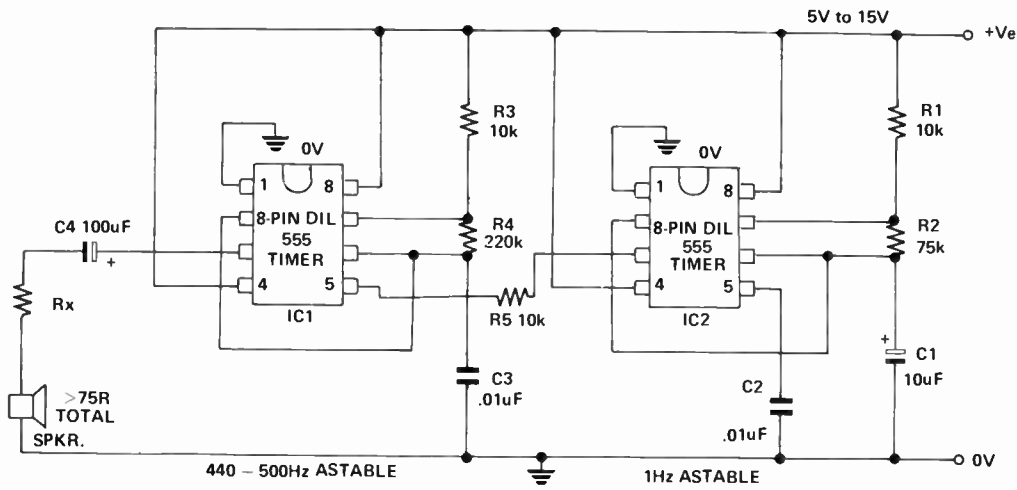 5V to 15V
+Ve
R3
10k
R1
10k
0V
0V
1
8
1
8
C4 100uF
8-PIN DIL
555
TIMER
R4
220k
8-PIN DIL
555
TIMER
R2
75k
4
5
4
5
Rx
IC1
R5 10k
IC2
+
+
C1
10uF
>75R
TOTAL
SPKR.
C3
.01uF
C2
.01uF
440 – 500Hz ASTABLE
1Hz ASTABLE
0V